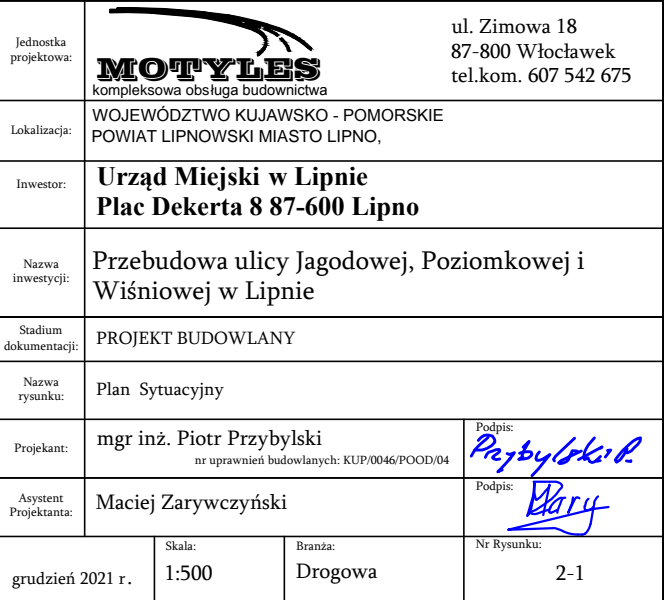 Jednostka
projektowa:
MOTYLES
kompleksowa obsługa budownictwa
ul. Zimowa 18
87-800 Włocławek
tel.kom. 607 542 675
Lokalizacja:
WOJEWÓDZTWO KUJAWSKO - POMORSKIE
POWIAT LIPNOWSKI MIASTO LIPNO,
Inwestor:
Urząd Miejski w Lipnie
Plac Dekerta 8 87-600 Lipno
Nazwa
inwestycji:
Przebudowa ulicy Jagodowej, Poziomkowej i
Wiśniowej w Lipnie
Stadium
dokumentacji:
PROJEKT BUDOWLANY
Nazwa
rysunku:
Plan Sytuacyjny
Projekant:
mgr inż. Piotr Przybylski
nr uprawnień budowlanych: KUP/0046/POOD/04
Podpis:
Przybylski P.
Asystent
Projektanta:
Maciej Zarywczyński
Podpis:
Zary
grudzień 2021 r.
Skala:
1:500
Branża:
Drogowa
Nr Rysunku:
2-1